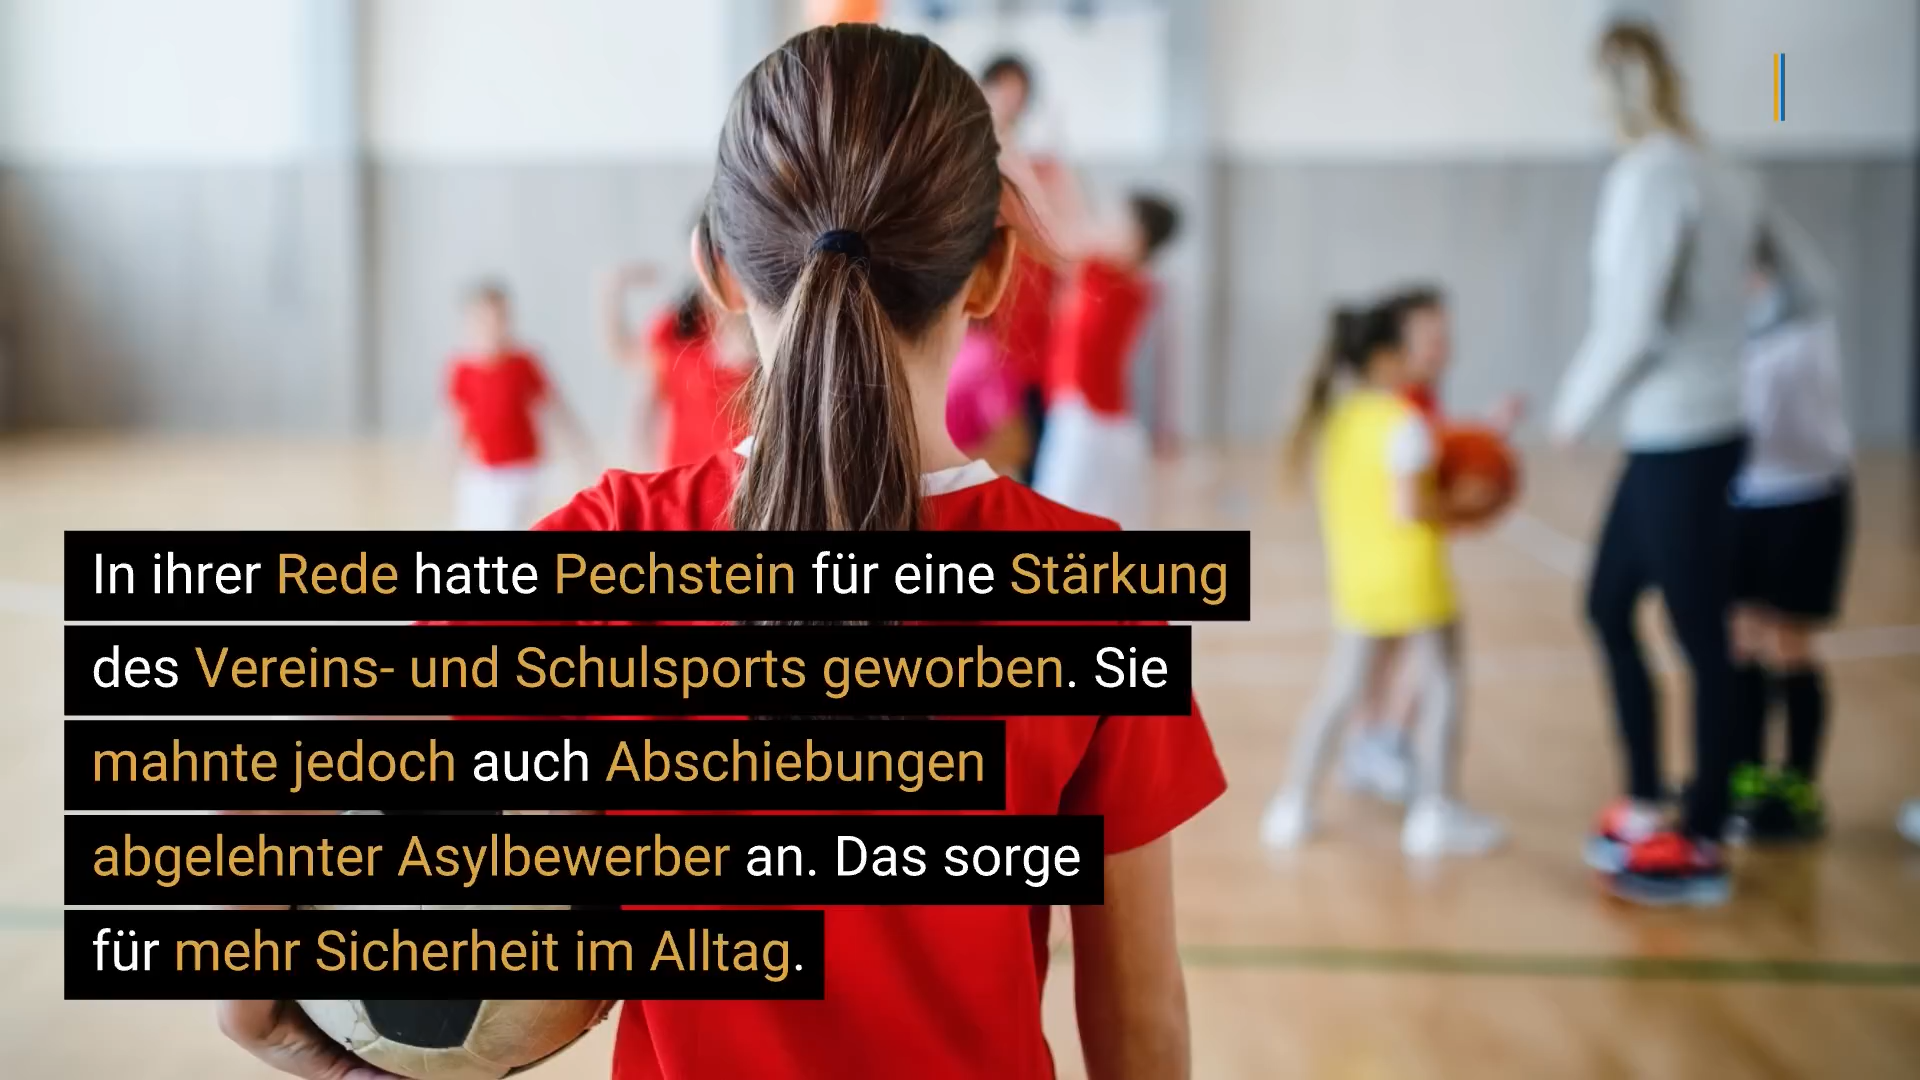 In ihrer Rede hatte Pechstein für eine Stärkung
des Vereins- und Schulsports geworben. Sie
mahnte jedoch auch Abschiebungen
abgelehnter Asylbewerber an. Das sorge
für mehr Sicherheit im Alltag.